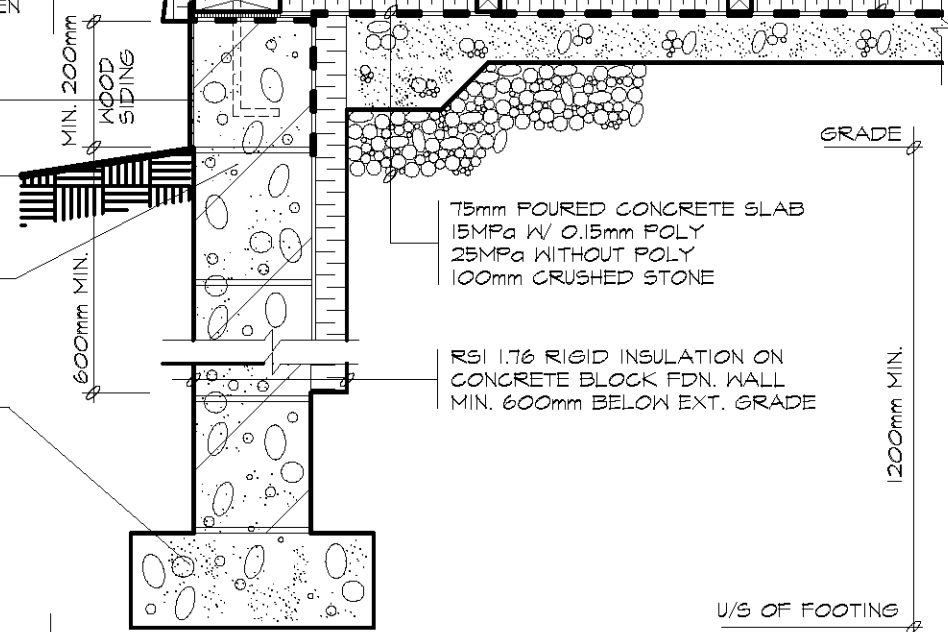 EN
MIN. 200mm
WOOD
SIDING
GRADE
75mm POURED CONCRETE SLAB
15MPa W/ 0.15mm POLY
25MPa WITHOUT POLY
100mm CRUSHED STONE
600mm MIN.
RSI 1.76 RIGID INSULATION ON
CONCRETE BLOCK FDN. WALL
MIN. 600mm BELOW EXT. GRADE
1200mm MIN.
U/S OF FOOTING